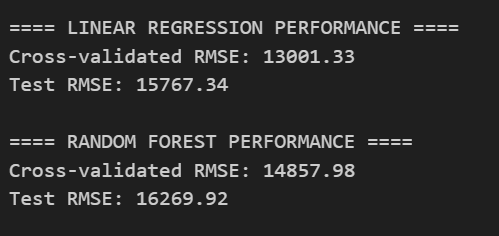 ==== LINEAR REGRESSION PERFORMANCE ====
Cross-validated RMSE: 13001.33
Test RMSE: 15767.34
==== RANDOM FOREST PERFORMANCE ====
Cross-validated RMSE: 14857.98
Test RMSE: 16269.92